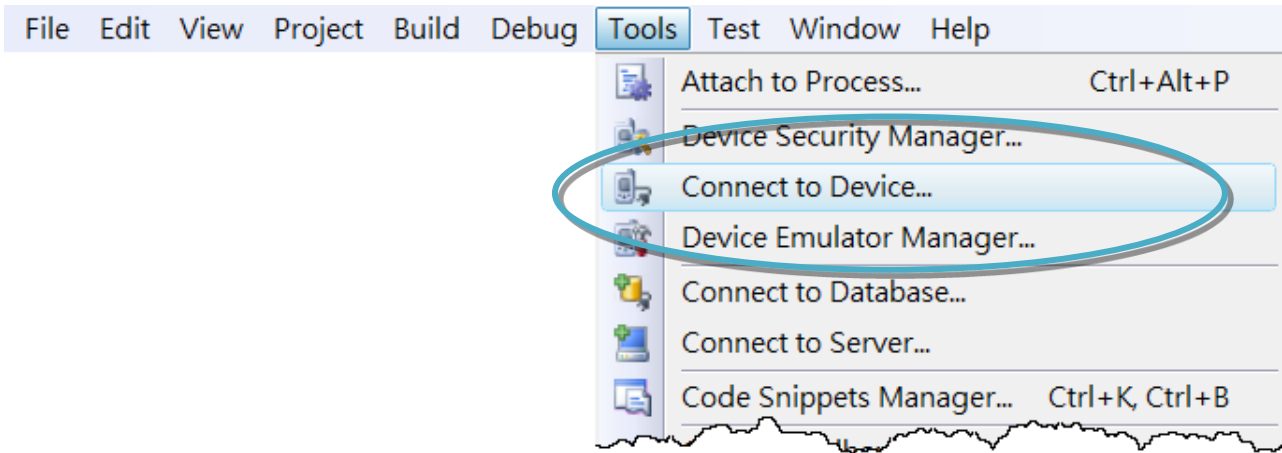 File Edit View Project Build Debug Tools Test Window Help
Attach to Process... Ctrl+Alt+P
Device Security Manager...
Connect to Device...
Device Emulator Manager...
Connect to Database...
Connect to Server...
Code Snippets Manager... Ctrl+K, Ctrl+B